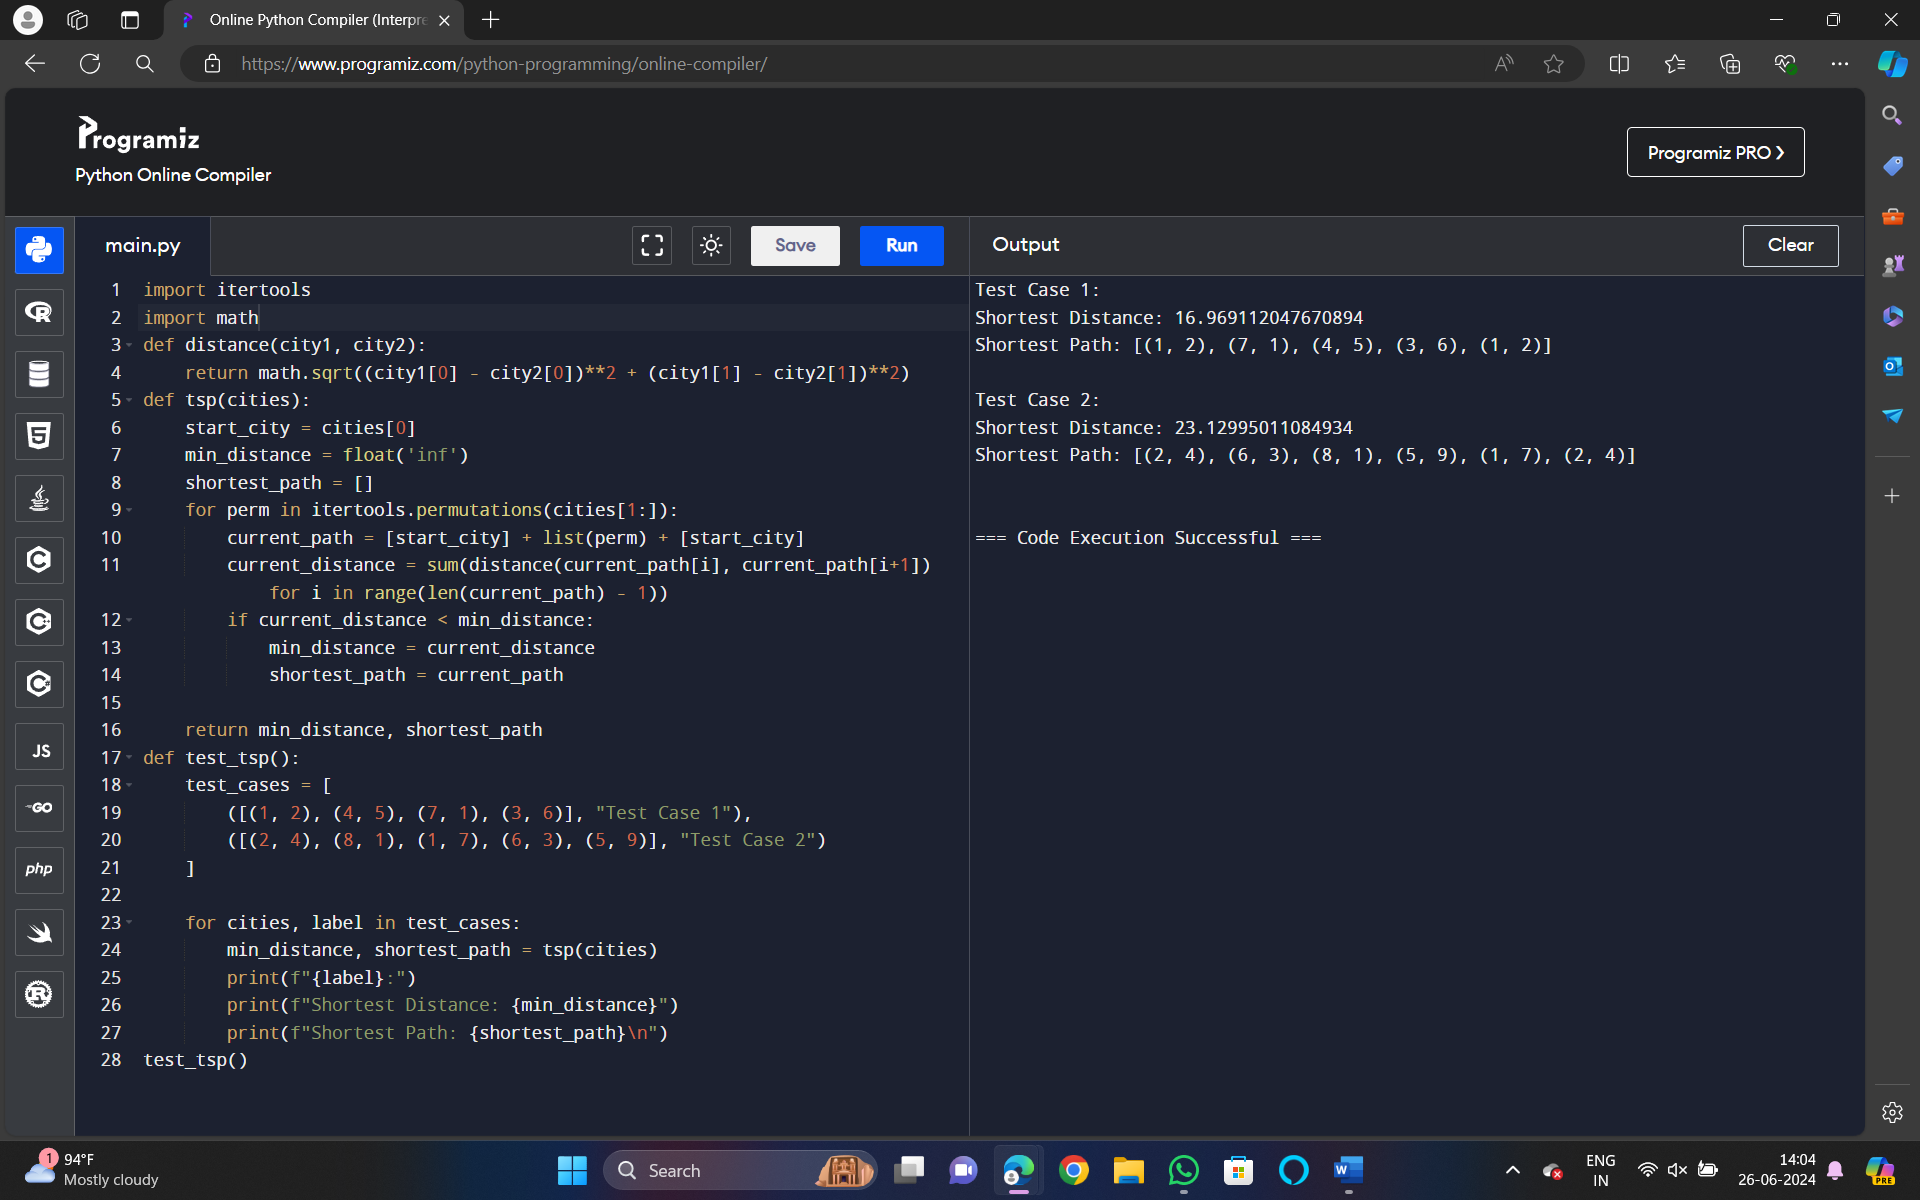 Online Python Compiler (Interpre
https://www.programiz.com/python-programming/online-compiler/
Programiz
Python Online Compiler
Programiz PRO ❯
main.py
Save
Run
Output
Clear
1 import itertools
2 import math
3 def distance(city1, city2):
4     return math.sqrt((city1[0] - city2[0])**2 + (city1[1] - city2[1])**2)
5 def tsp(cities):
6     start_city = cities[0]
7     min_distance = float('inf')
8     shortest_path = []
9     for perm in itertools.permutations(cities[1:]):
10         current_path = [start_city] + list(perm) + [start_city]
11         current_distance = sum(distance(current_path[i], current_path[i+1])
            for i in range(len(current_path) - 1))
12         if current_distance < min_distance:
13             min_distance = current_distance
14             shortest_path = current_path
15
16     return min_distance, shortest_path
17 def test_tsp():
18     test_cases = [
19         ([(1, 2), (4, 5), (7, 1), (3, 6)], "Test Case 1"),
20         ([(2, 4), (8, 1), (1, 7), (6, 3), (5, 9)], "Test Case 2")
21     ]
22
23     for cities, label in test_cases:
24         min_distance, shortest_path = tsp(cities)
25         print(f"{label}:")
26         print(f"Shortest Distance: {min_distance}")
27         print(f"Shortest Path: {shortest_path}\n")
28 test_tsp()
Test Case 1:
Shortest Distance: 16.969112047670894
Shortest Path: [(1, 2), (7, 1), (4, 5), (3, 6), (1, 2)]
Test Case 2:
Shortest Distance: 23.12995011084934
Shortest Path: [(2, 4), (6, 3), (8, 1), (5, 9), (1, 7), (2, 4)]
=== Code Execution Successful ===
R
5
C
C
C
JS
GO
php
R
1
94°F
Mostly cloudy
Search
W
ENG
IN
14:04
26-06-2024
PRE